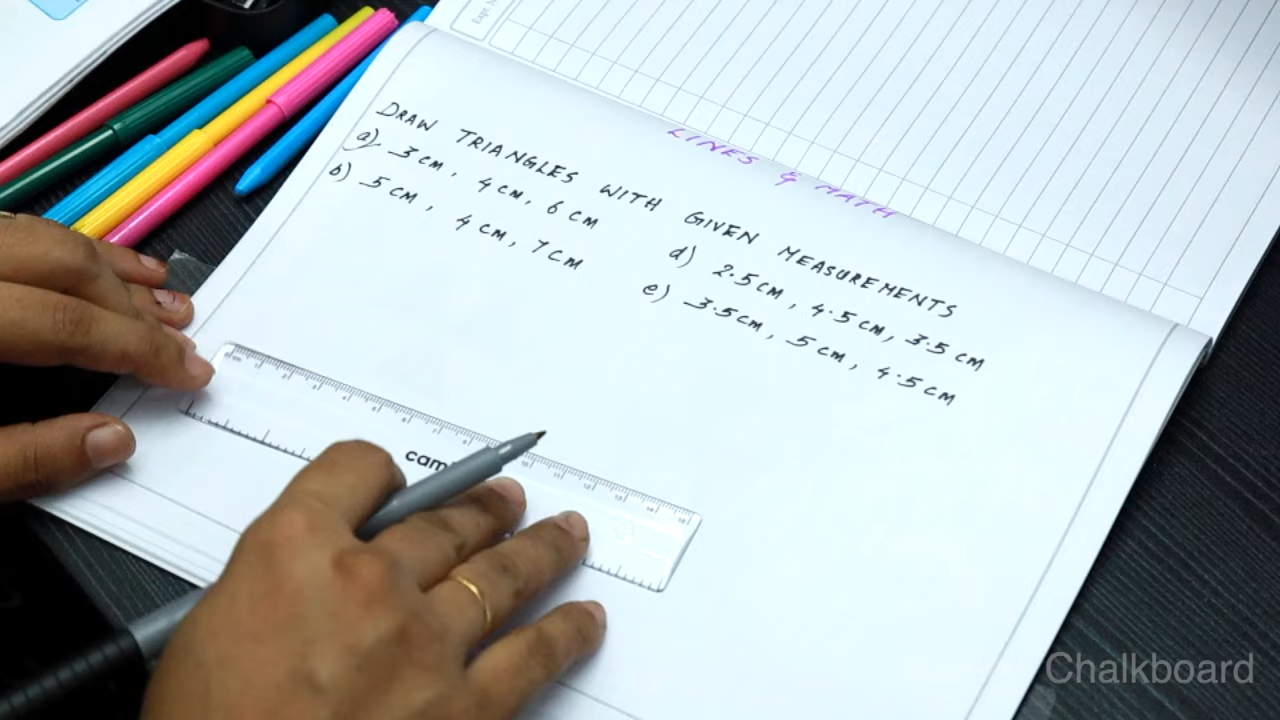 LINES & MATH
DRAW TRIANGLES WITH GIVEN MEASUREMENTS
a) 3 cm, 4 cm, 6 cm
b) 5 cm, 4 cm, 7 cm
d) 2.5 cm, 4.5 cm, 3.5 cm
e) 3.5 cm, 5 cm, 4.5 cm
cam
Chalkboard